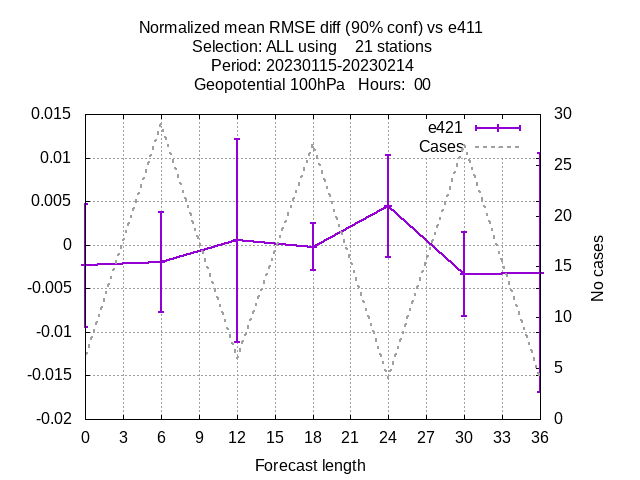 Normalized mean RMSE diff (90% conf) vs e411
Selection: ALL using    21 stations
Period: 20230115-20230214
Geopotential 100hPa   Hours:  00
e421
Cases
0.015
0.01
0.005
0
-0.005
-0.01
-0.015
-0.02
30
25
20
15
10
5
0
No cases
0 3 6 9 12 15 18 21 24 27 30 33 36
Forecast length